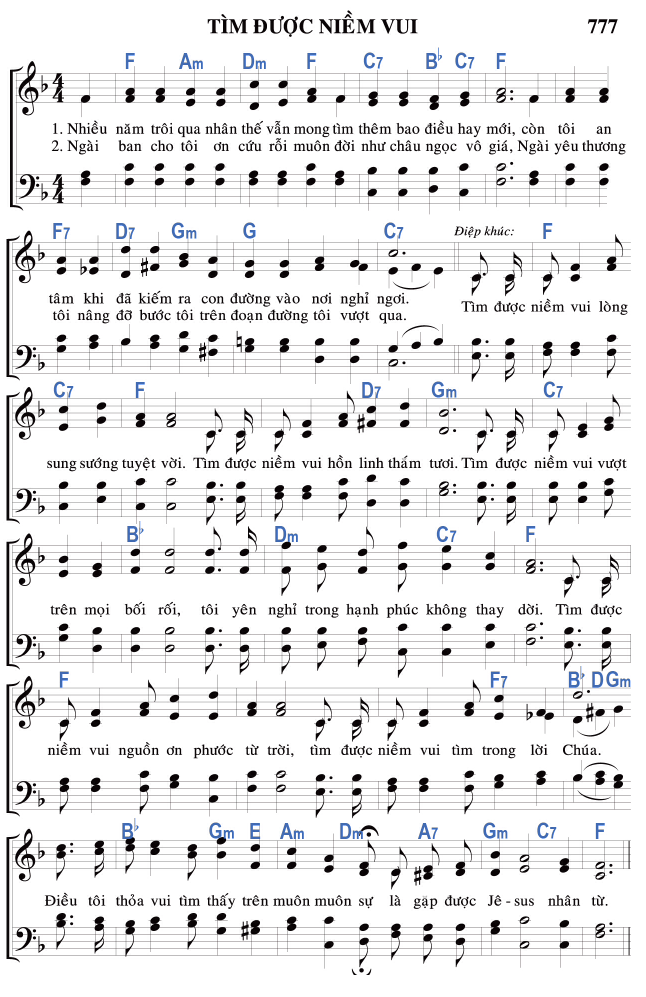 TÌM ĐƯỢC NIỀM VUI 777
F Am Dm F C7 B♭ C7 F
1. Nhiều năm trôi qua nhân thế vẫn mong tìm thêm bao điều hay mới, còn tôi an
2. Ngài ban cho tôi ơn cứu rỗi muôn đời như châu ngọc vô giá, Ngài yêu thương
F7 D7 Gm G C7 Điệp khúc: F
tâm khi đã kiếm ra con đường vào nơi nghỉ ngơi. Tìm được niềm vui lòng
tôi nâng đỡ bước tôi trên đoạn đường tôi vượt qua.
C7 F D7 Gm C7
sung sướng tuyệt vời. Tìm được niềm vui hồn linh thắm tươi. Tìm được niềm vui vượt
B♭ Dm C7 F
trên mọi bối rối, tôi yên nghỉ trong hạnh phúc không thay dời. Tìm được
F F7 B♭ D Gm
niềm vui nguồn ơn phước từ trời, tìm được niềm vui tìm trong lời Chúa.
B♭ Gm E Am Dm A7 Gm C7 F
Điều tôi thỏa vui tìm thấy trên muôn muôn sự là gặp được Jê-sus nhân từ.